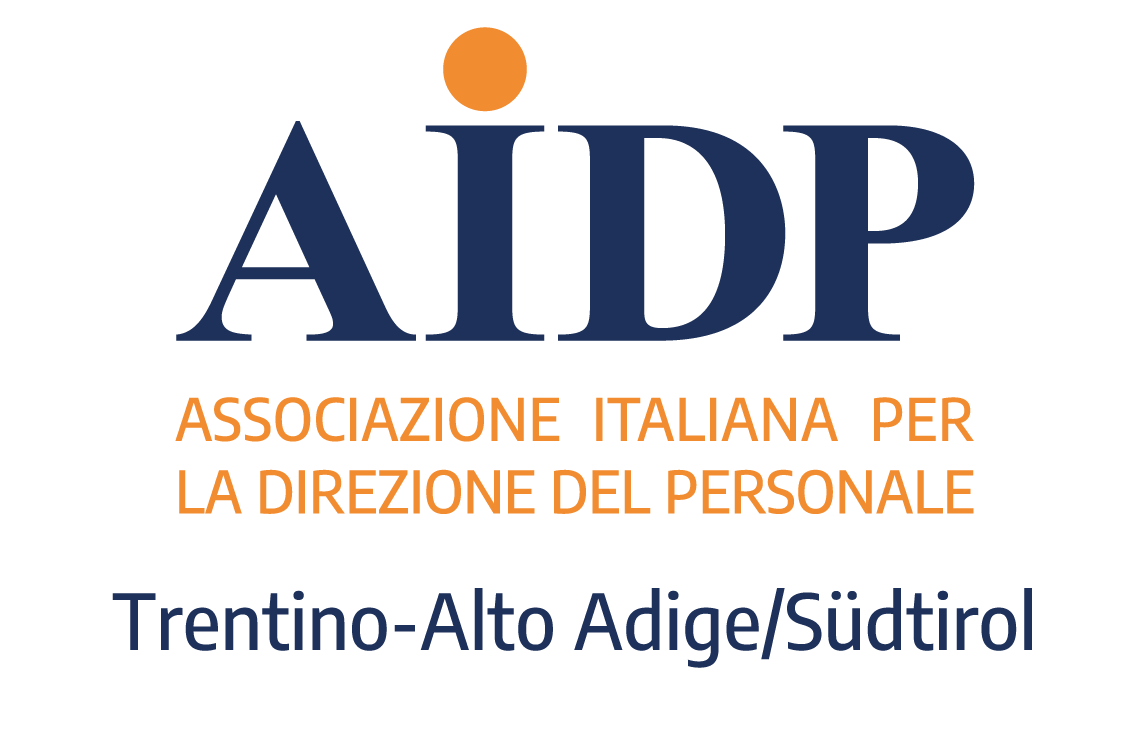 AIDP
ASSOCIAZIONE ITALIANA PER
LA DIREZIONE DEL PERSONALE
Trentino-Alto Adige/Südtirol